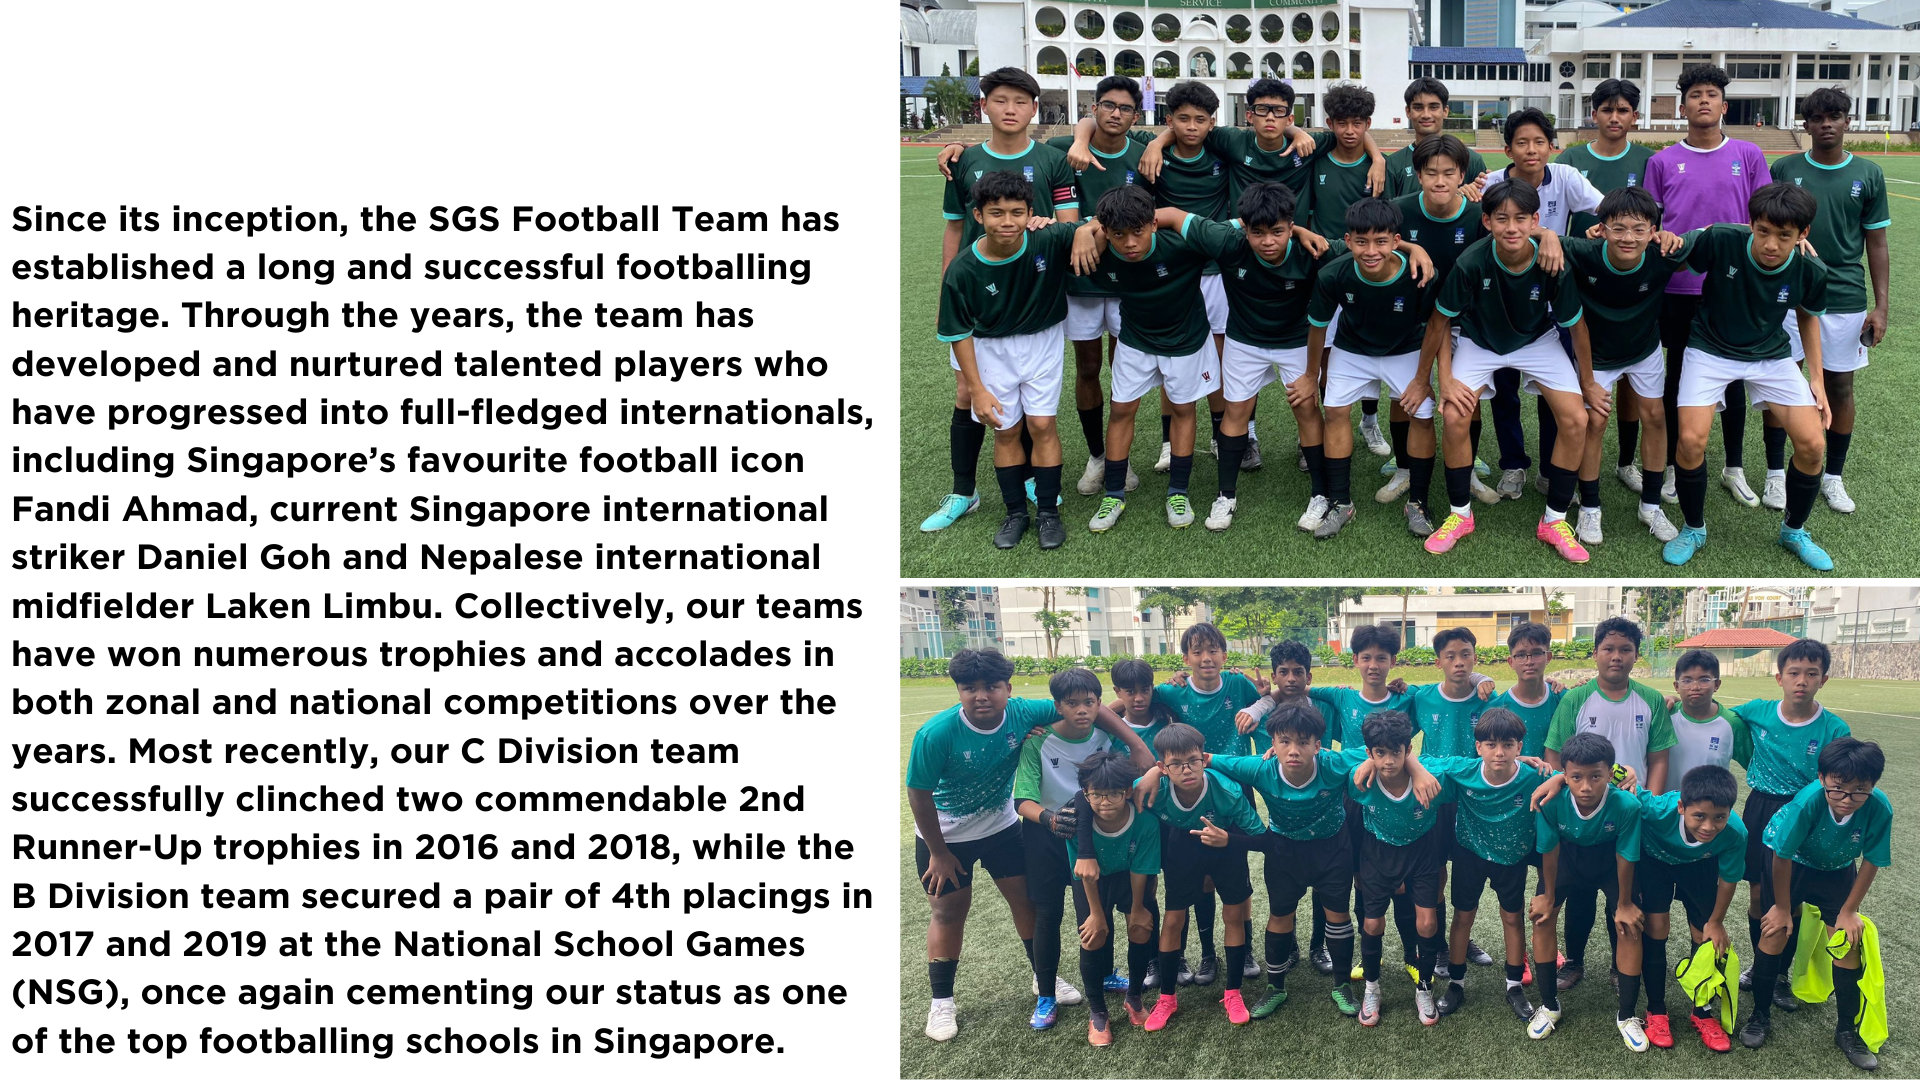 Since its inception, the SGS Football Team has
established a long and successful footballing
heritage. Through the years, the team has
developed and nurtured talented players who
have progressed into full-fledged internationals,
including Singapore’s favourite football icon
Fandi Ahmad, current Singapore international
striker Daniel Goh and Nepalese international
midfielder Laken Limbu. Collectively, our teams
have won numerous trophies and accolades in
both zonal and national competitions over the
years. Most recently, our C Division team
successfully clinched two commendable 2nd
Runner-Up trophies in 2016 and 2018, while the
B Division team secured a pair of 4th placings in
2017 and 2019 at the National School Games
(NSG), once again cementing our status as one
of the top footballing schools in Singapore.
SERVICE
COMMUNITY
C